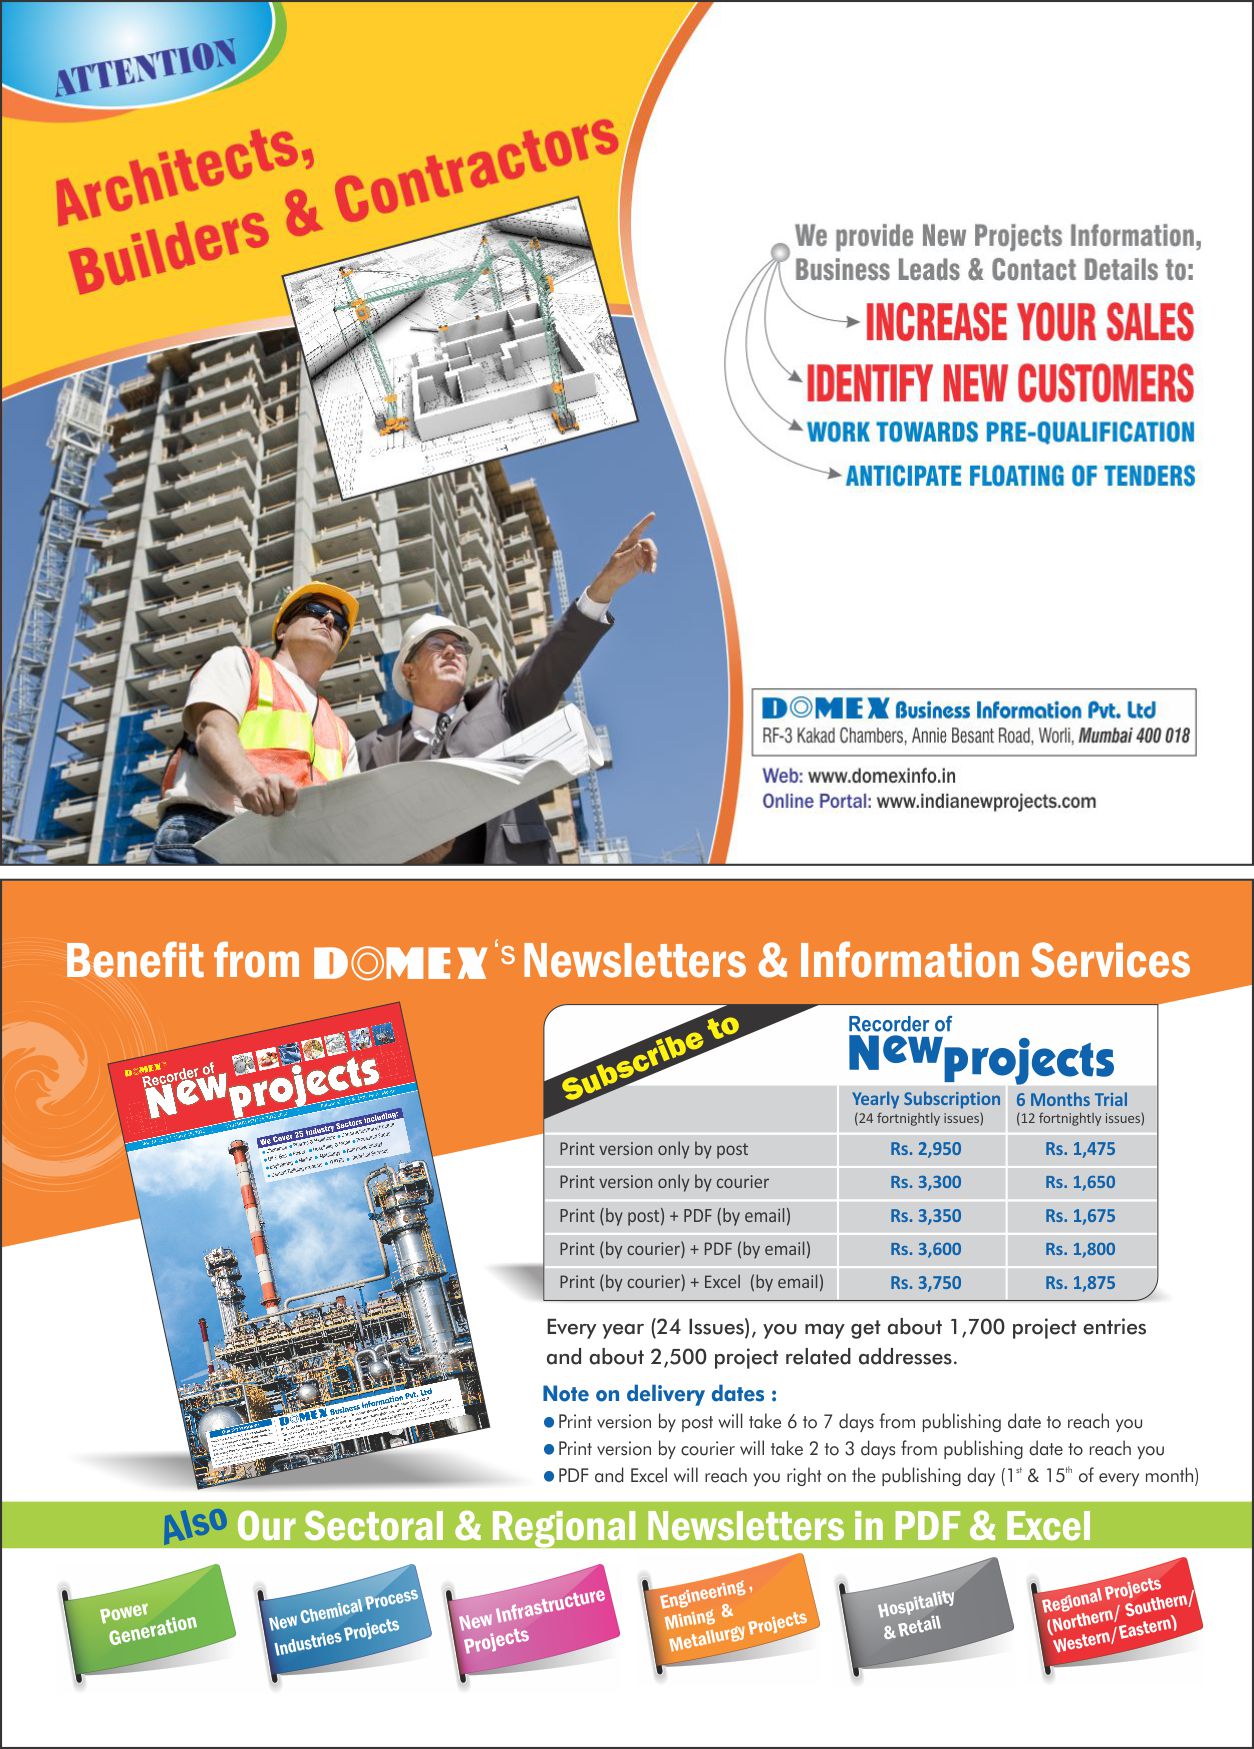 ATTENTION
Architects,
Builders & Contractors
We provide New Projects Information,
Business Leads & Contact Details to:
INCREASE YOUR SALES
IDENTIFY NEW CUSTOMERS
WORK TOWARDS PRE-QUALIFICATION
ANTICIPATE FLOATING OF TENDERS
DOMEX Business Information Pvt. Ltd
RF-3 Kakad Chambers, Annie Besant Road, Worli, Mumbai 400 018
Web: www.domexinfo.in
Online Portal: www.indianewprojects.com
Benefit from DOMEX‘s Newsletters & Information Services
DOMEX
Recorder of
New projects
We Cover 25 Industry Sectors including:
DOMEX Business Information Pvt. Ltd
Subscribe to
Recorder of
New projects
Yearly Subscription 6 Months Trial
(24 fortnightly issues) (12 fortnightly issues)
Print version only by post Rs. 2,950 Rs. 1,475
Print version only by courier Rs. 3,300 Rs. 1,650
Print (by post) + PDF (by email) Rs. 3,350 Rs. 1,675
Print (by courier) + PDF (by email) Rs. 3,600 Rs. 1,800
Print (by courier) + Excel (by email) Rs. 3,750 Rs. 1,875
Every year (24 Issues), you may get about 1,700 project entries
and about 2,500 project related addresses.
Note on delivery dates :
● Print version by post will take 6 to 7 days from publishing date to reach you
● Print version by courier will take 2 to 3 days from publishing date to reach you
● PDF and Excel will reach you right on the publishing day (1st & 15th of every month)
Also Our Sectoral & Regional Newsletters in PDF & Excel
Power
Generation
New Chemical Process
Industries Projects
New Infrastructure
Projects
Engineering ,
Mining &
Metallurgy Projects
Hospitality
& Retail
Regional Projects
(Northern/ Southern/
Western/Eastern)